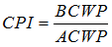 CPI = BCWP / ACWP